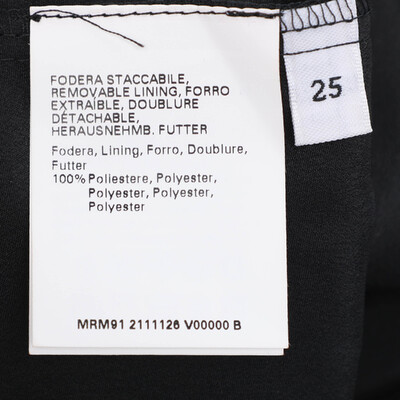 FODERA STACCABILE,
REMOVABLE LINING, FORRO
EXTRAÍBLE, DOUBLURE
DÉTACHABLE,
HERAUSNEHMB. FUTTER
Fodera, Lining, Forro, Doublure,
Futter
100% Poliestere, Polyester,
Polyester, Polyester,
Polyester
MRM91 2111126 V00000 B
25